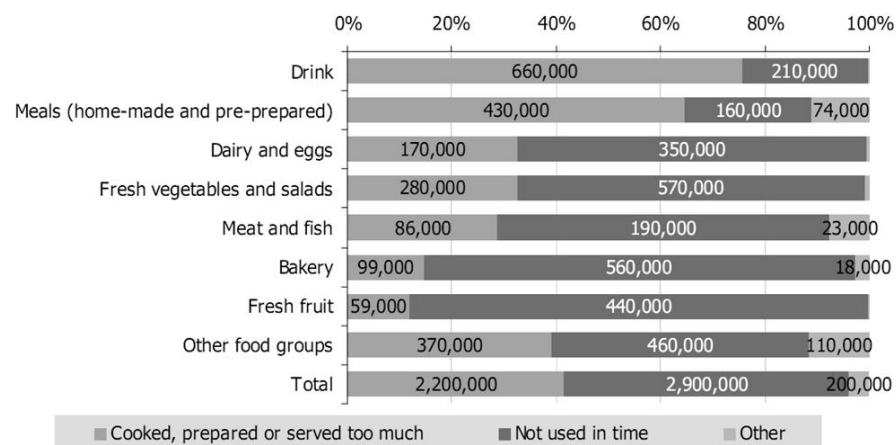 0% 20% 40% 60% 80% 100%
Drink 660,000 210,000
Meals (home-made and pre-prepared) 430,000 160,000 74,000
Dairy and eggs 170,000 350,000
Fresh vegetables and salads 280,000 570,000
Meat and fish 86,000 190,000 23,000
Bakery 99,000 560,000 18,000
Fresh fruit 59,000 440,000
Other food groups 370,000 460,000 110,000
Total 2,200,000 2,900,000 200,000
Cooked, prepared or served too much Not used in time Other